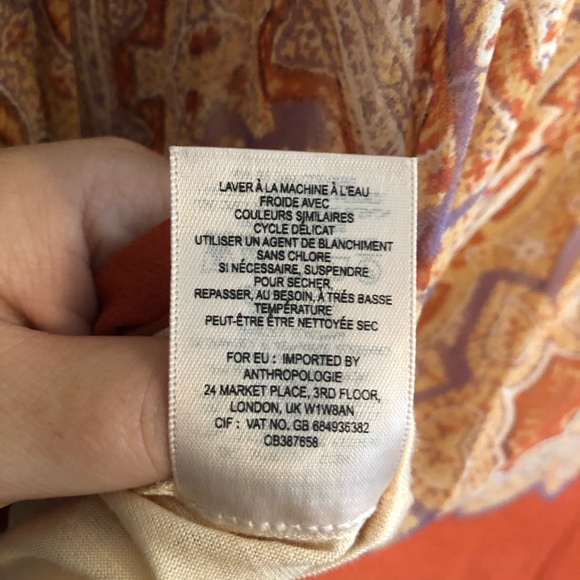 LAVER À LA MACHINE À L'EAU
FROIDE AVEC
COULEURS SIMILAIRES
CYCLE DÉLICAT
UTILISER UN AGENT DE BLANCHIMENT
SANS CHLORE
SI NÉCESSAIRE, SUSPENDRE
POUR SÉCHER.
REPASSER, AU BESOIN, À TRÈS BASSE
TEMPÉRATURE
PEUT-ÊTRE ÊTRE NETTOYÉE SEC
FOR EU : IMPORTED BY
ANTHROPOLOGIE
24 MARKET PLACE, 3RD FLOOR,
LONDON, UK W1W8AN
CIF : VAT NO. GB 684936382
OB387658